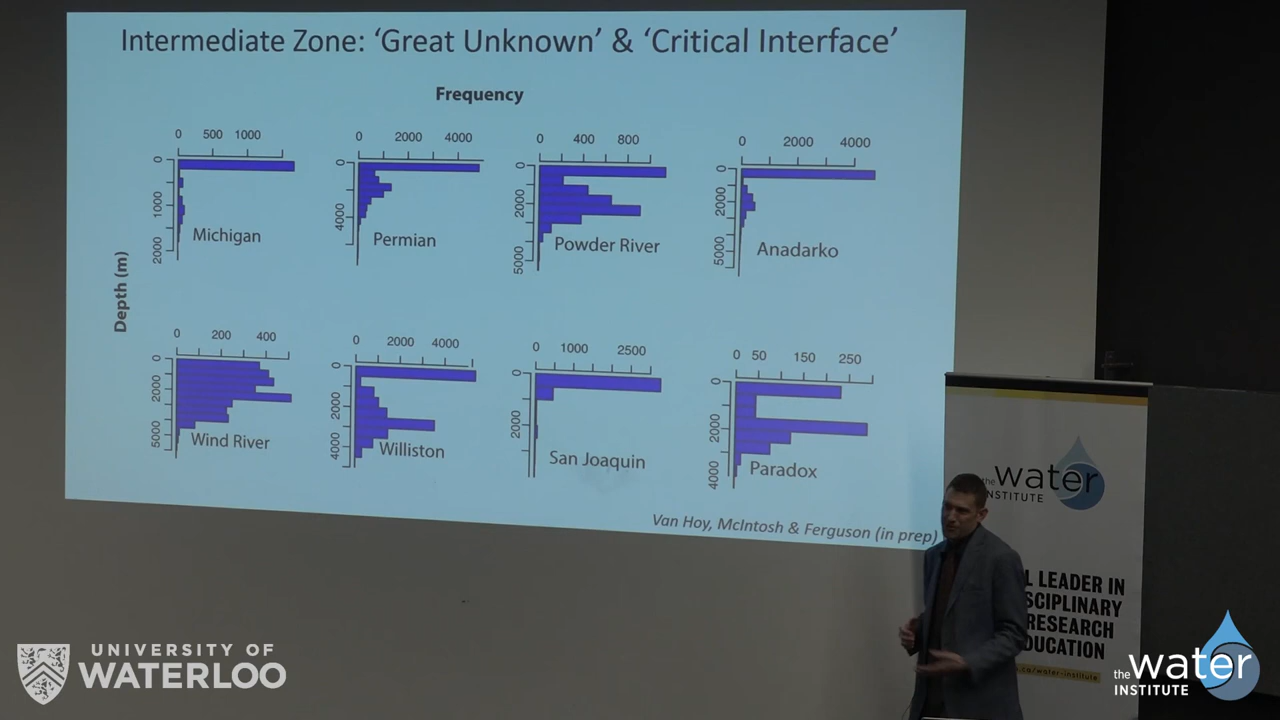 Intermediate Zone: ‘Great Unknown’ & ‘Critical Interface’
Frequency
Depth (m)
0 500 1000
0
1000
2000
Michigan
0 2000 4000
0
4000
Permian
0 400 800
0
2000
5000
Powder River
0 2000 4000
0
2000
5000
Anadarko
0 200 400
0
2000
5000
Wind River
0 2000 4000
0
2000
4000
Williston
0 1000 2500
0
2000
San Joaquin
0 50 150 250
0
2000
4000
Paradox
Van Hoy, McIntosh & Ferguson (in prep)
the water
INSTITUTE
L LEADER IN
SCIPLINARY
RESEARCH
DUCATION
.ca/water-institute
UNIVERSITY OF
WATERLOO
the water
INSTITUTE